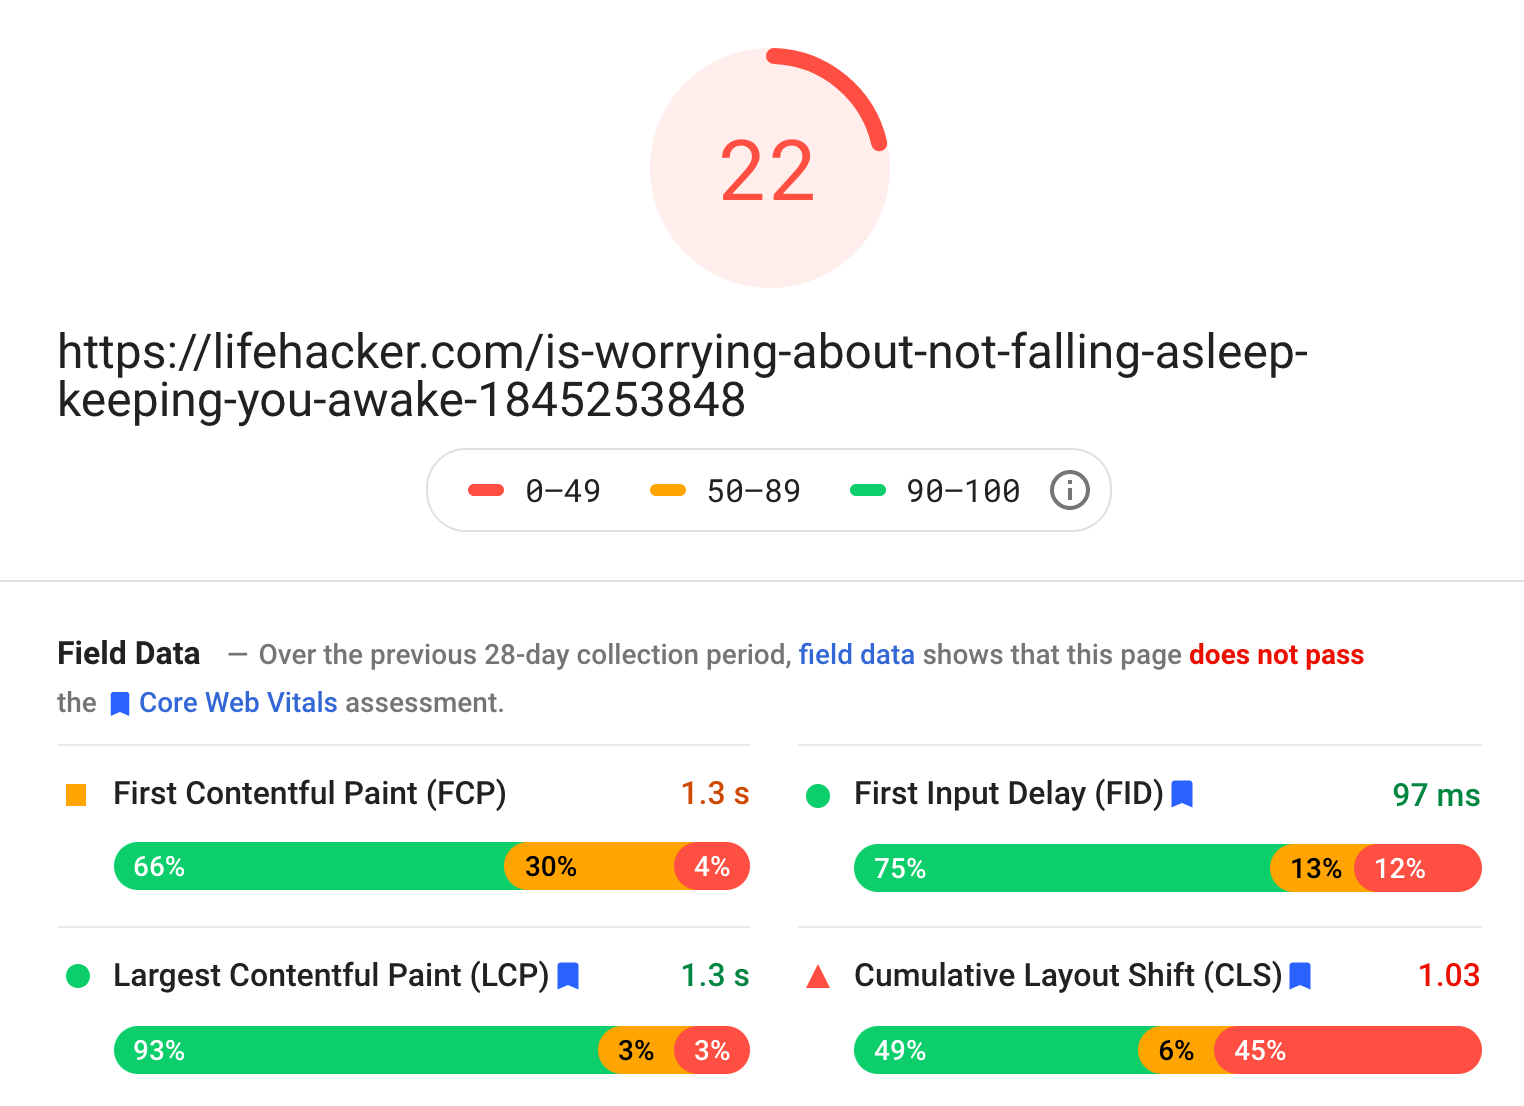 22
https://lifehacker.com/is-worrying-about-not-falling-asleep-
keeping-you-awake-1845253848
0–49 50–89 90–100
Field Data — Over the previous 28-day collection period, field data shows that this page does not pass
the Core Web Vitals assessment.
First Contentful Paint (FCP) 1.3 s
66% 30% 4%
First Input Delay (FID) 97 ms
75% 13% 12%
Largest Contentful Paint (LCP) 1.3 s
93% 3% 3%
Cumulative Layout Shift (CLS) 1.03
49% 6% 45%